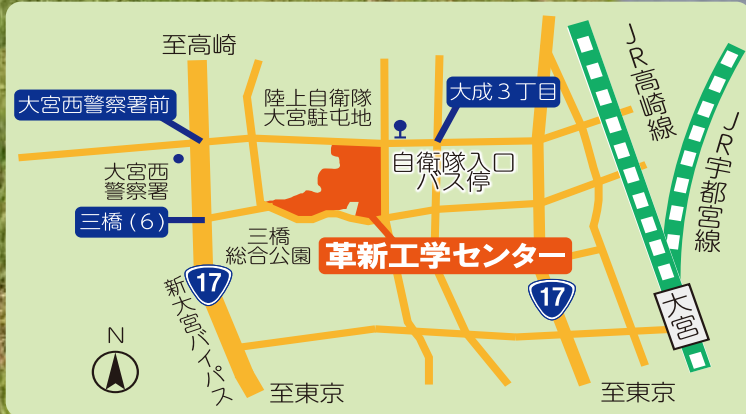 至高崎
大宮西警察署前
陸上自衛隊
大宮駐屯地
大成3丁目
JR高崎線
JR宇都宮線
大宮西
警察署
自衛隊入口
バス停
三橋(6)
三橋
総合公園
革新工学センター
17
新大宮バイパス
17
大宮
N
至東京
至東京